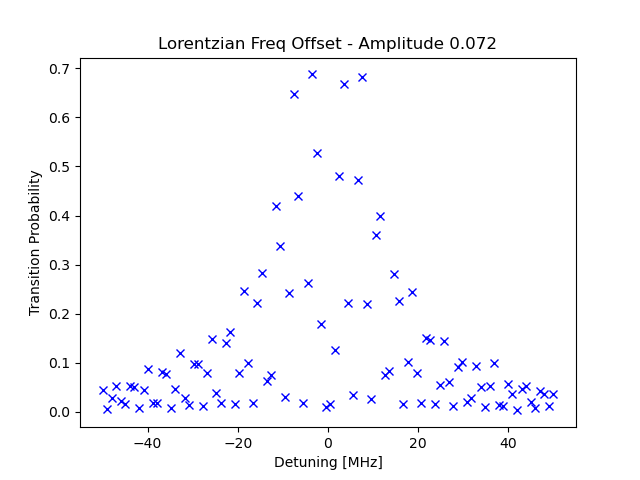 Lorentzian Freq Offset - Amplitude 0.072
Transition Probability
0.7
0.6
0.5
0.4
0.3
0.2
0.1
0.0
−40 −20 0 20 40
Detuning [MHz]